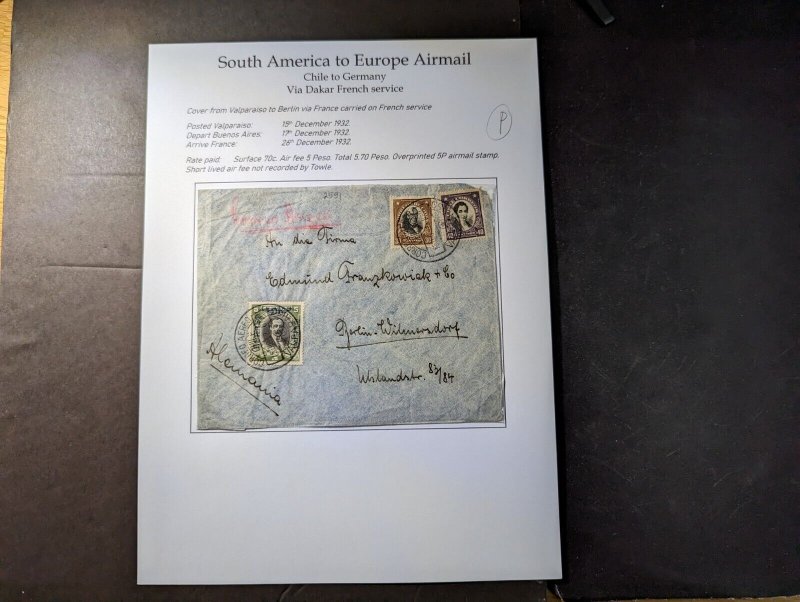 South America to Europe Airmail
Chile to Germany
Via Dakar French service
Cover from Valparaiso to Berlin via France carried on French service
Posted Valparaiso: 15th December 1932.
Depart Buenos Aires: 17th December 1932.
Arrive France: 26th December 1932.
P
Rate paid: Surface 70c. Air fee 5 Peso. Total 5.70 Peso. Overprinted 5P airmail stamp.
Short lived air fee not recorded by Towle.
2591
An die Firma
Edmund Franzkowiak & Co
Berlin-Wilmersdorf
Uhlandstr. 83/84
Alemania